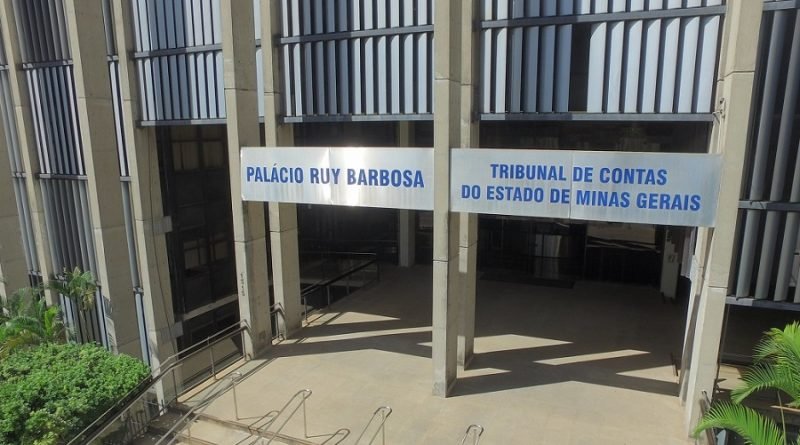 PALÁCIO RUY BARBOSA
TRIBUNAL DE CONTAS
DO ESTADO DE MINAS GERAIS